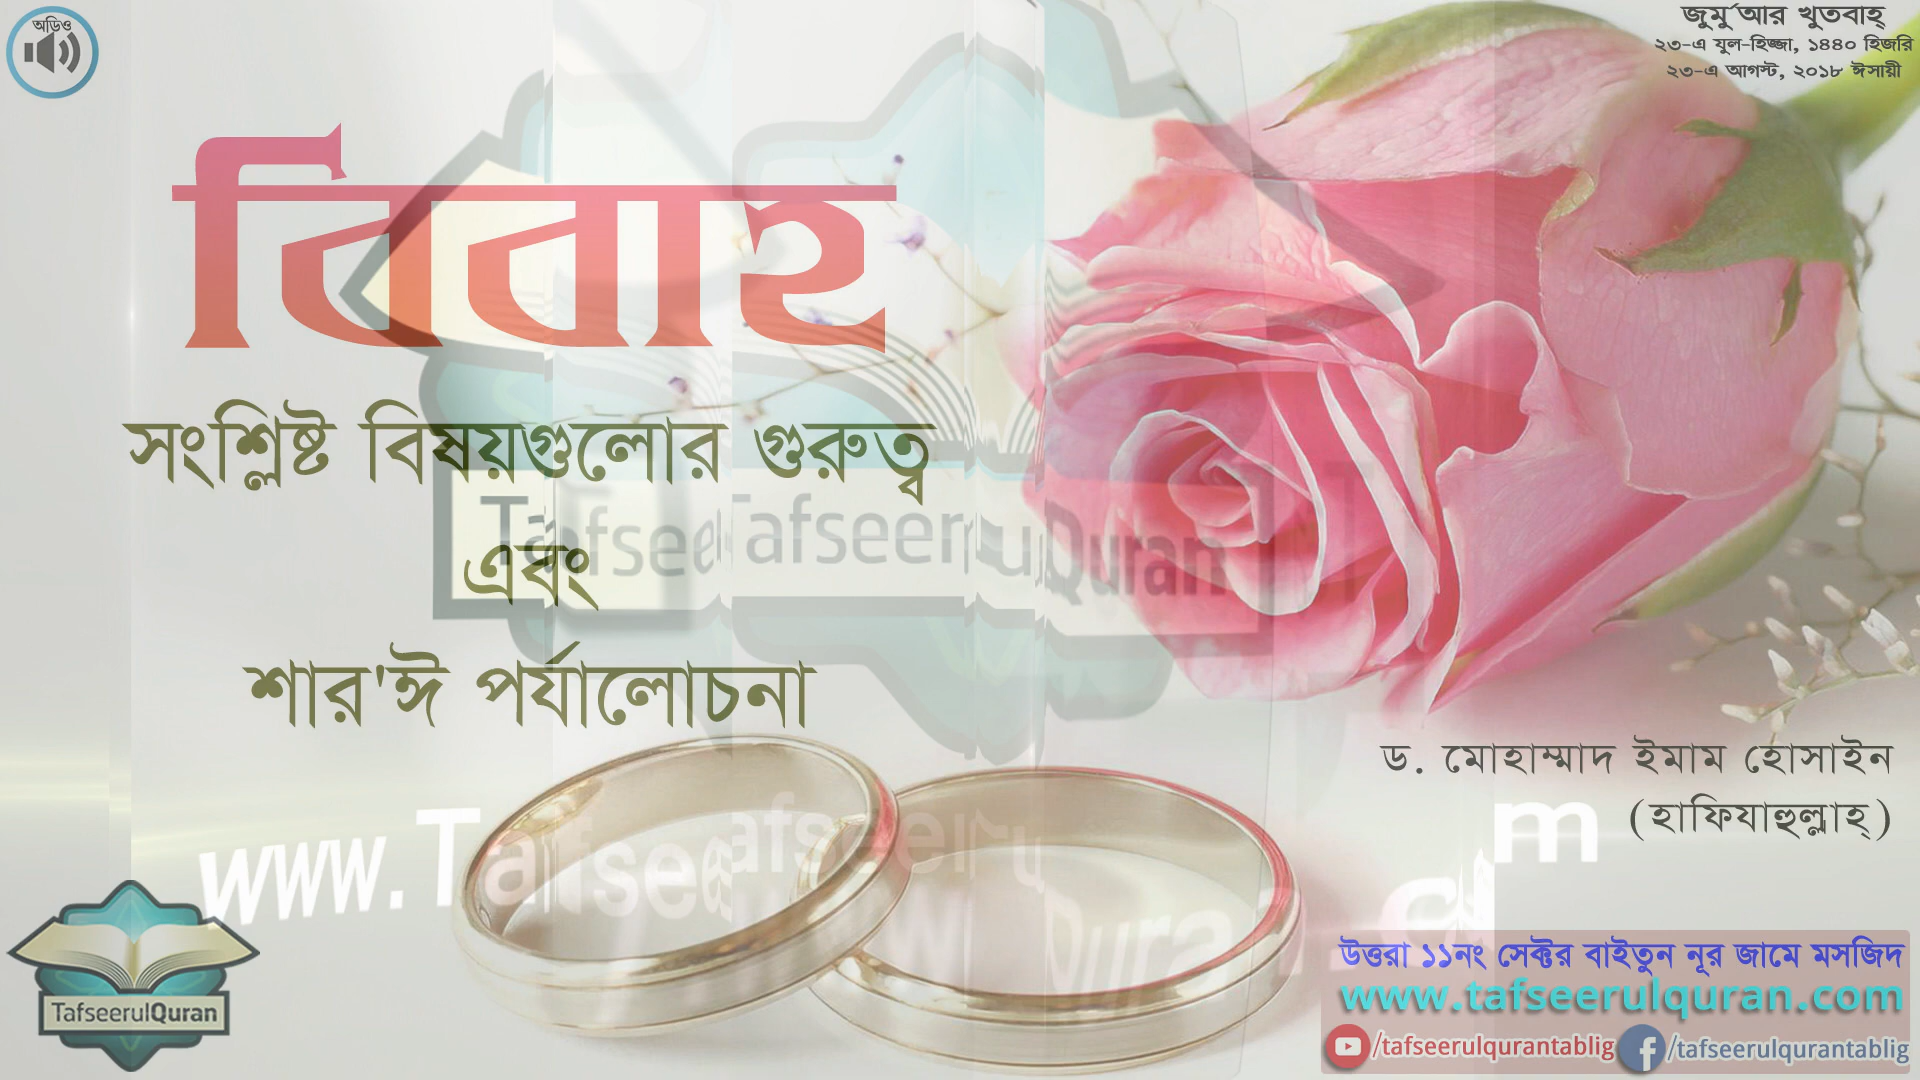 অডিও
জুমু'আর খুতবাহ্
২৩-এ যুল-হিজ্জা, ১৪৪০ হিজরি
২৩-এ আগস্ট, ২০১৮ ঈসায়ী
বিবাহ
সংশ্লিষ্ট বিষয়গুলোর গুরুত্ব
এবং
শার'ঈ পর্যালোচনা
TafseerulQuran
ড. মোহাম্মাদ ইমাম হোসাইন
(হাফিযাহুল্লাহ্)
TafseerulQuran
উত্তরা ১১নং সেক্টর বাইতুন নূর জামে মসজিদ
www.tafseerulquran.com
/tafseerulqurantablig
/tafseerulqurantablig